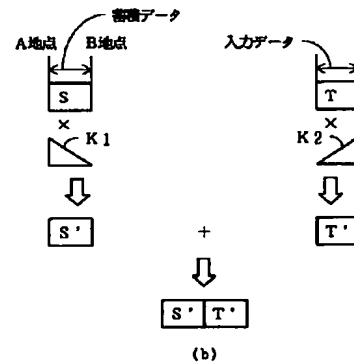 蓄積データ
A地点 B地点
入力データ
S
T
×
×
K1
K2
S'
+
T'
S' T'
(b)